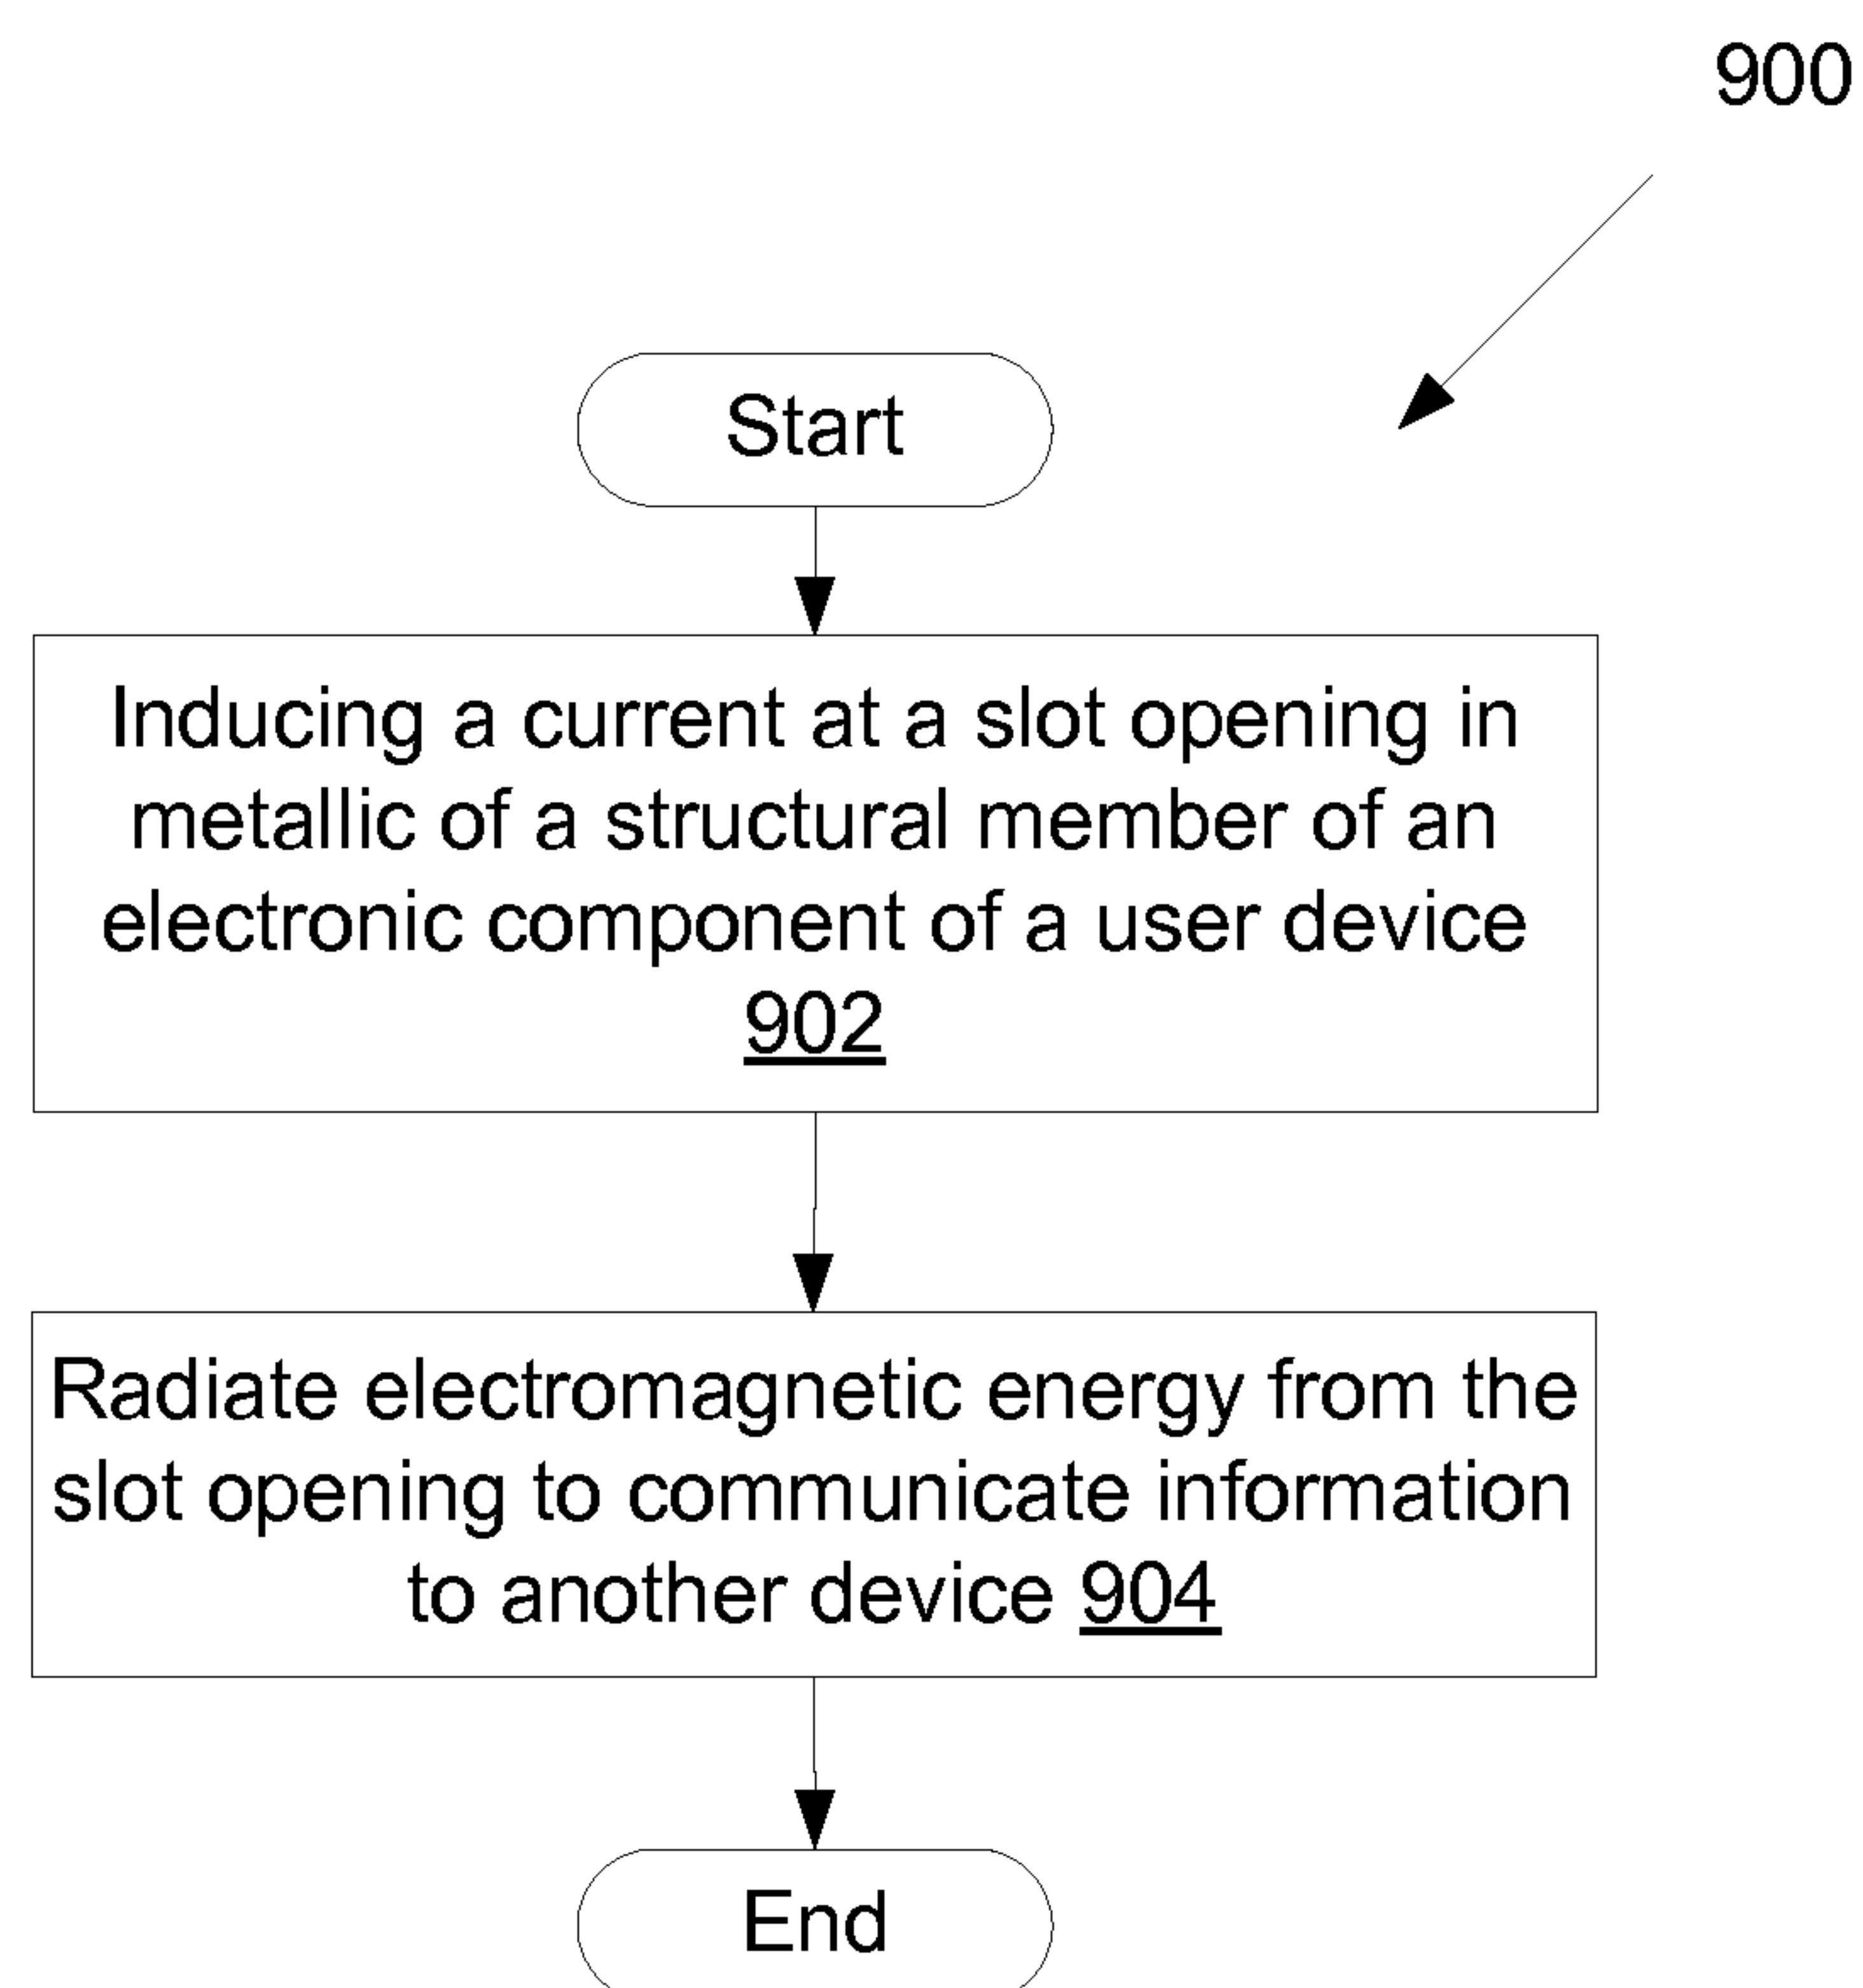 900
Start
Inducing a current at a slot opening in
metallic of a structural member of an
electronic component of a user device
902
Radiate electromagnetic energy from the
slot opening to communicate information
to another device 904
End